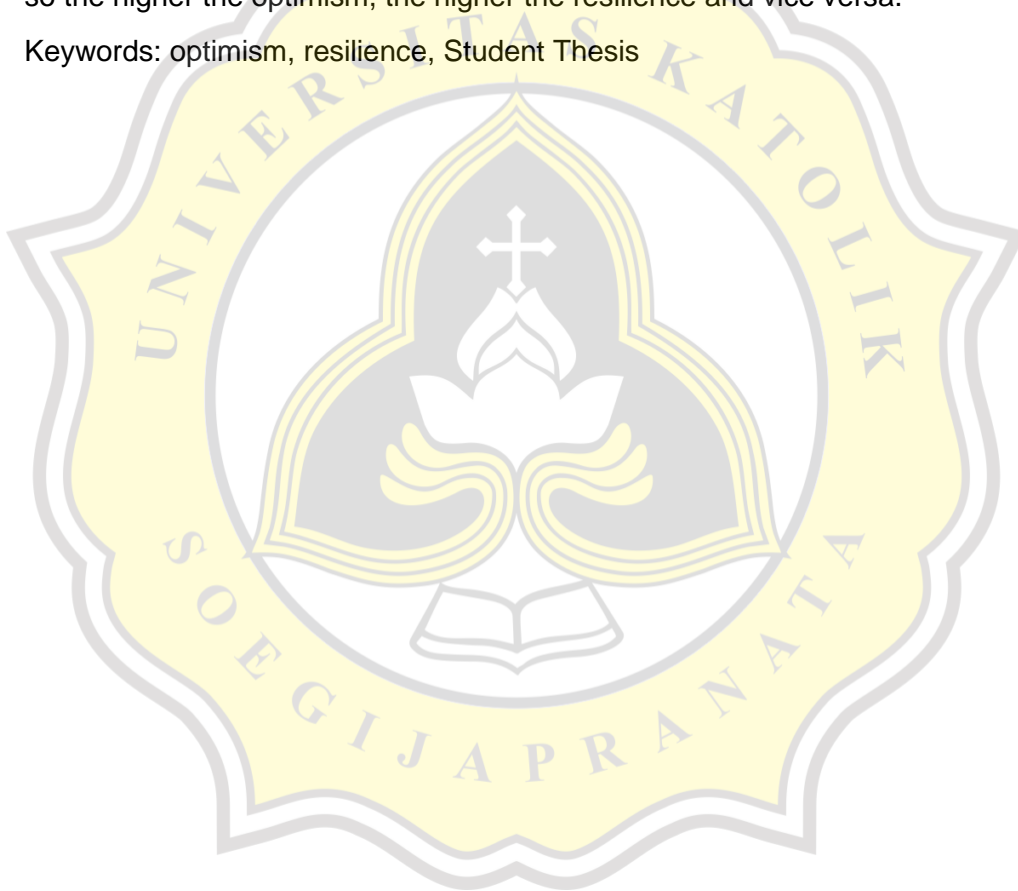 so the higher the optimism, the higher the resilience and vice versa.
Keywords: optimism, resilience, Student Thesis
UNIVERSITAS KATOLIK
SOEGIJAPRANATA